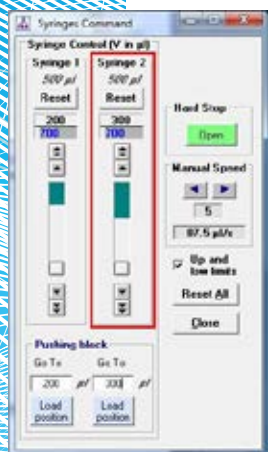 Syringes Command
Syringe Control (V in µl)
Syringe 1 Syringe 2
500 µl 500 µl
Reset Reset
200 300
700 700
Hard Stop
Open
Manual Speed
5
87.5 µl/s
Up and
low limits
Reset All
Close
Pushing block
Go To Go To
200 µl 300 µl
Load
position
Load
position